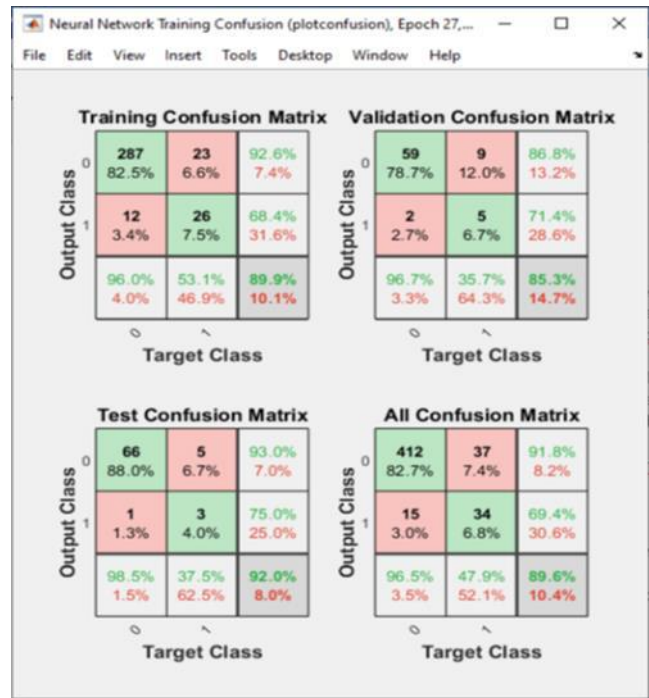 Neural Network Training Confusion (plotconfusion), Epoch 27,...
File Edit View Insert Tools Desktop Window Help
Training Confusion Matrix
Output Class
0
287 23 92.6%
82.5% 6.6% 7.4%
1
12 26 68.4%
3.4% 7.5% 31.6%
96.0% 53.1% 89.9%
4.0% 46.9% 10.1%
0 1
Target Class
Validation Confusion Matrix
Output Class
0
59 9 86.8%
78.7% 12.0% 13.2%
1
2 5 71.4%
2.7% 6.7% 28.6%
96.7% 35.7% 85.3%
3.3% 64.3% 14.7%
0 1
Target Class
Test Confusion Matrix
Output Class
0
66 5 93.0%
88.0% 6.7% 7.0%
1
1 3 75.0%
1.3% 4.0% 25.0%
98.5% 37.5% 92.0%
1.5% 62.5% 8.0%
0 1
Target Class
All Confusion Matrix
Output Class
0
412 37 91.8%
82.7% 7.4% 8.2%
1
15 34 69.4%
3.0% 6.8% 30.6%
96.5% 47.9% 89.6%
3.5% 52.1% 10.4%
0 1
Target Class